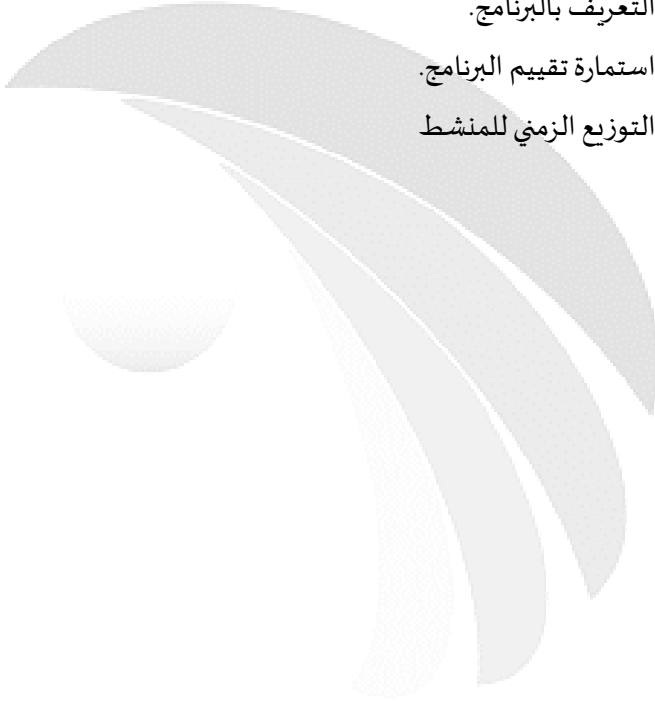 التعريف بالبرنامج.
استمارة تقييم البرنامج.
التوزيع الزمني للمنشط